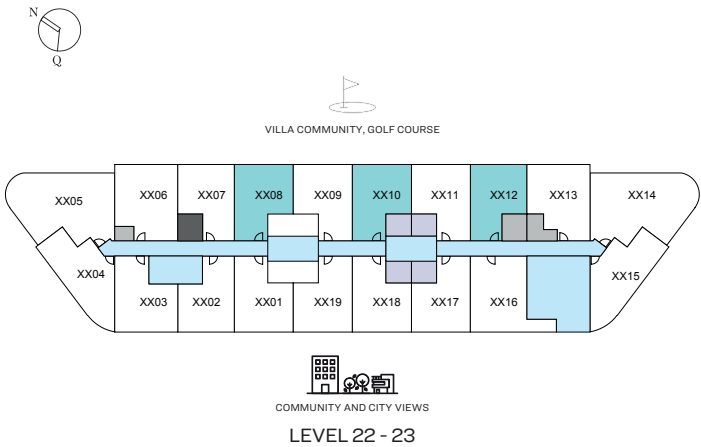 N
Q
VILLA COMMUNITY, GOLF COURSE
XX05
XX06
XX07
XX08
XX09
XX10
XX11
XX12
XX13
XX14
XX04
XX03
XX02
XX01
XX19
XX18
XX17
XX16
XX15
COMMUNITY AND CITY VIEWS
LEVEL 22 - 23